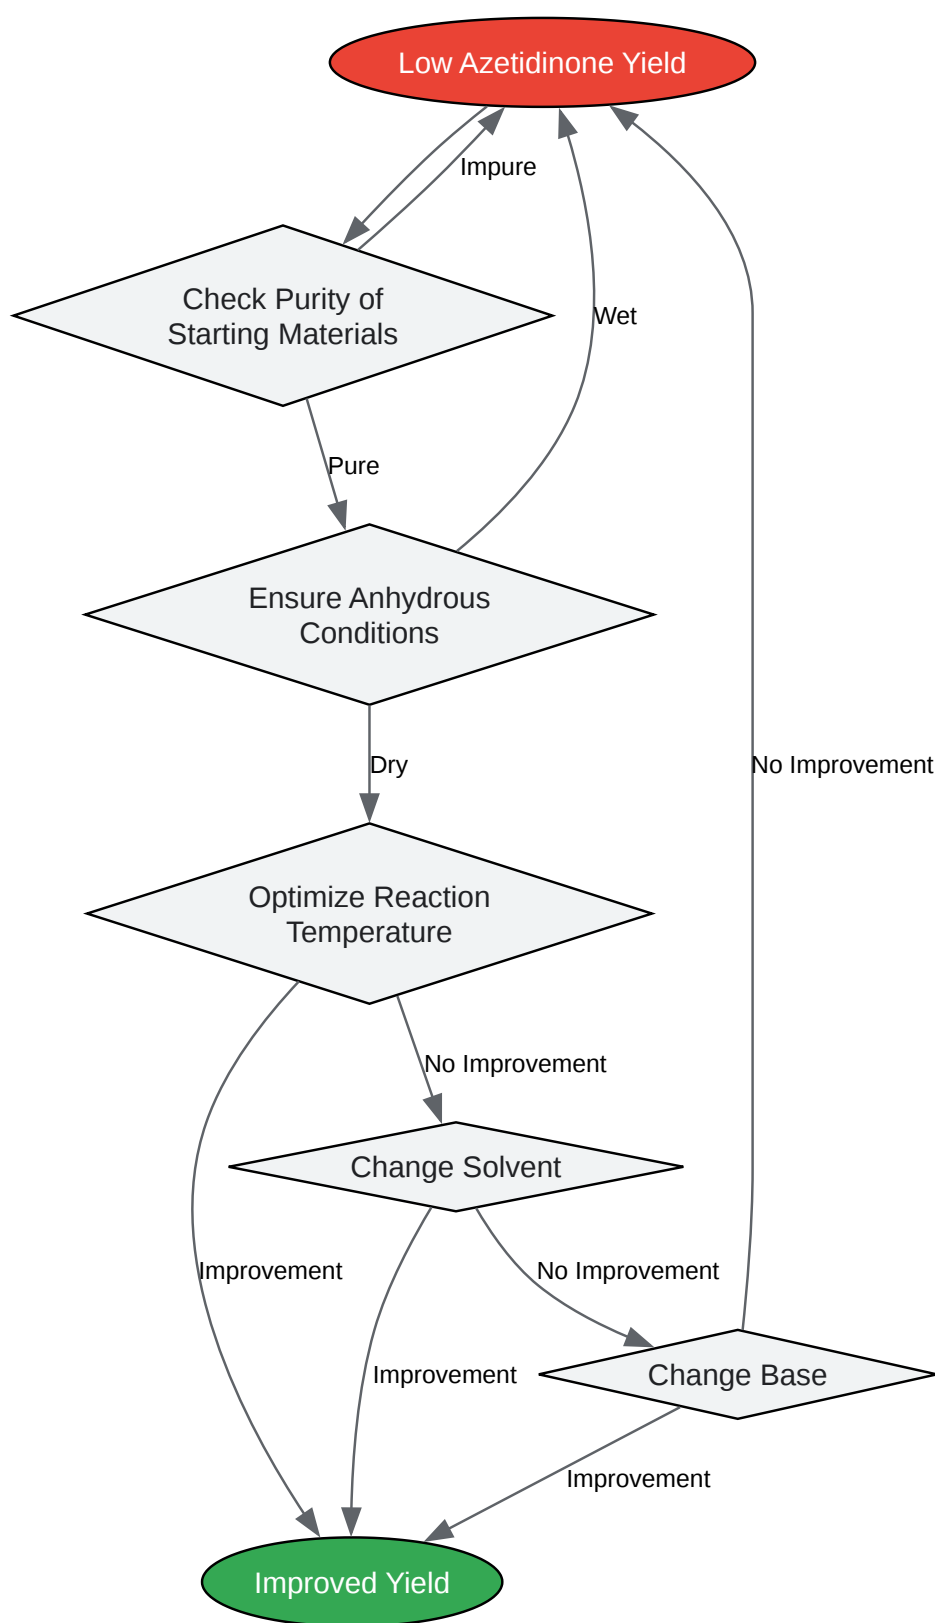 Low Azetidinone Yield
Impure
Check Purity of
Starting Materials
Wet
Pure
Ensure Anhydrous
Conditions
Dry
No Improvement
Optimize Reaction
Temperature
No Improvement
Change Solvent
Improvement
No Improvement
Improvement
Change Base
Improvement
Improved Yield